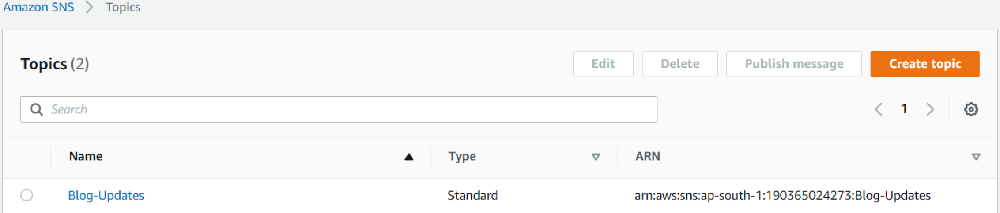 Amazon SNS > Topics
Topics (2)
Edit
Delete
Publish message
Create topic
Search
1
Name
Type
ARN
Blog-Updates
Standard
arn:aws:sns:ap-south-1:190365024273:Blog-Updates